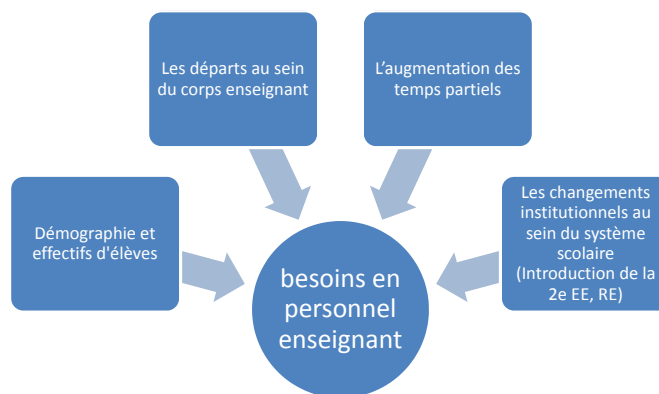 Les départs au sein
du corps enseignant
L'augmentation des
temps partiels
Démographie et
effectifs d'élèves
Les changements
institutionnels au
sein du système
scolaire
(Introduction de la
2e EE, RE)
besoins en
personnel
enseignant